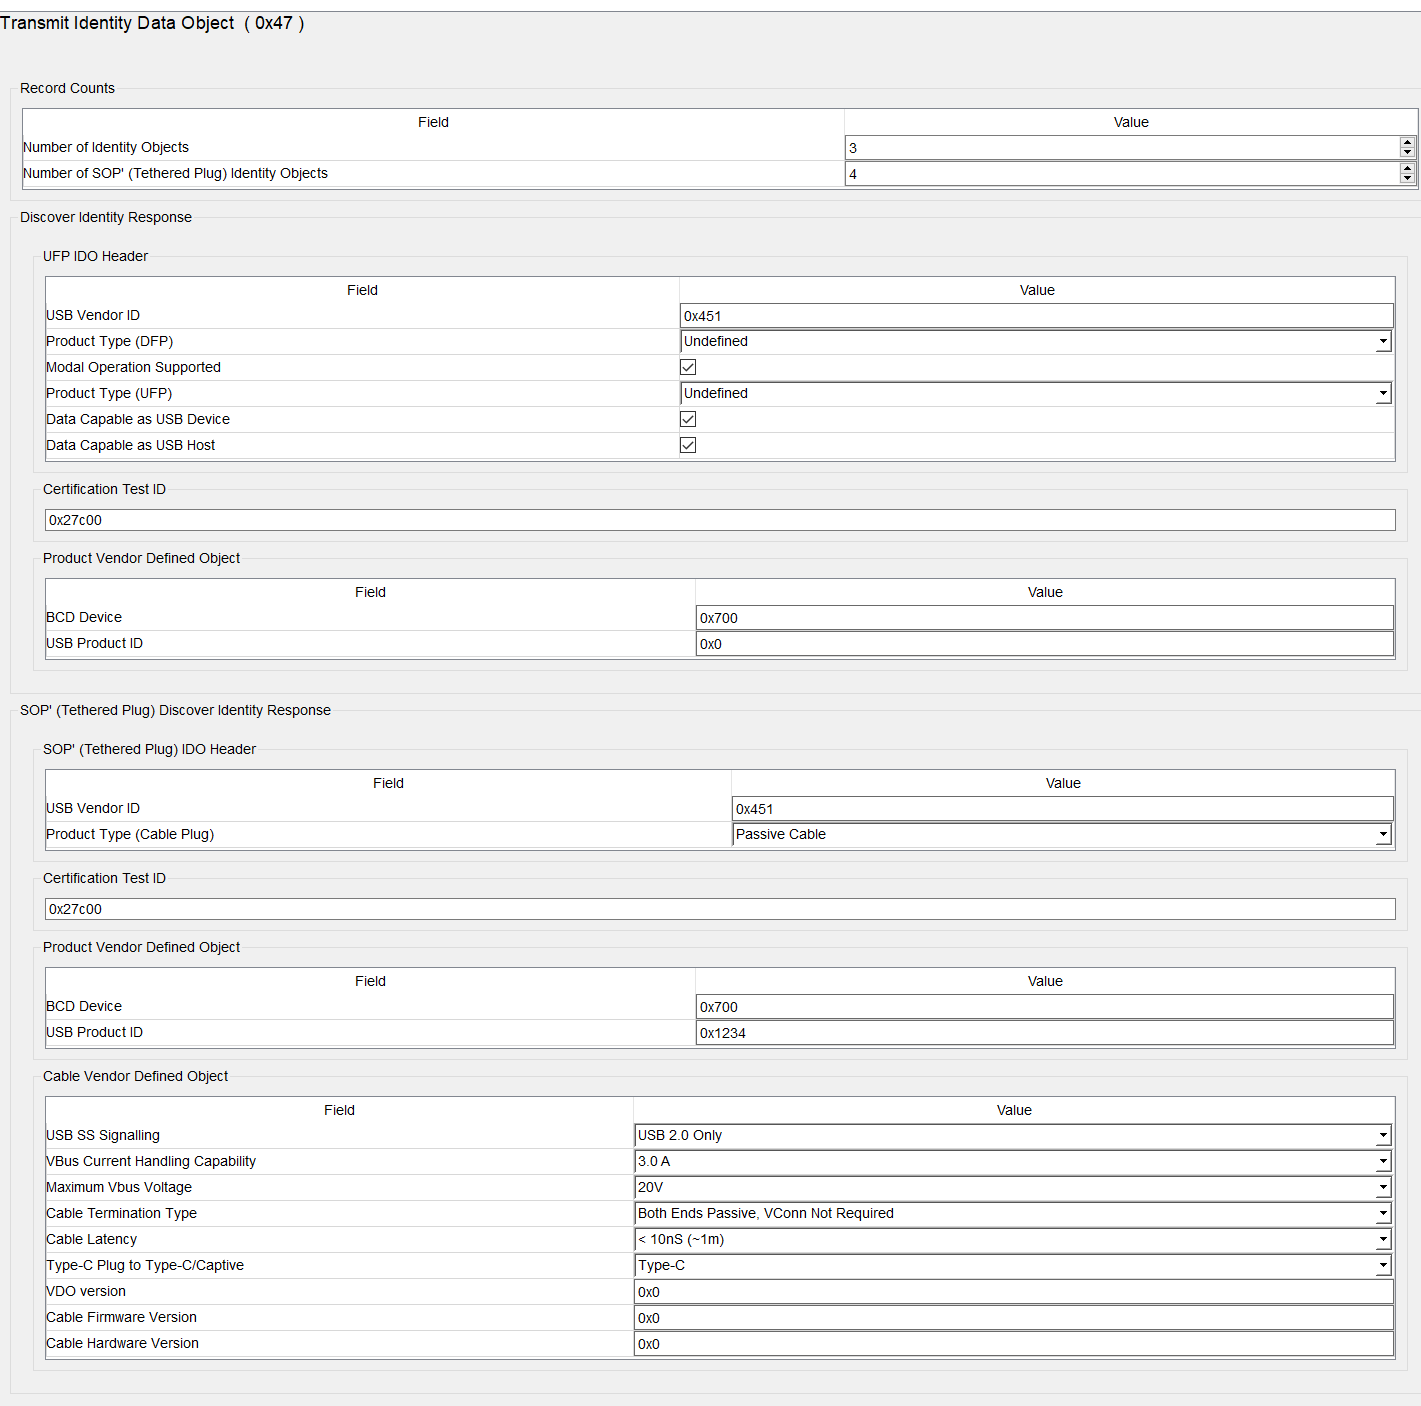 Transmit Identity Data Object ( 0x47 )
Record Counts
Field Value
Number of Identity Objects 3
Number of SOP' (Tethered Plug) Identity Objects 4
Discover Identity Response
UFP IDO Header
Field Value
USB Vendor ID 0x451
Product Type (DFP) Undefined
Modal Operation Supported
Product Type (UFP) Undefined
Data Capable as USB Device
Data Capable as USB Host
Certification Test ID
0x27c00
Product Vendor Defined Object
Field Value
BCD Device 0x700
USB Product ID 0x0
SOP' (Tethered Plug) Discover Identity Response
SOP' (Tethered Plug) IDO Header
Field Value
USB Vendor ID 0x451
Product Type (Cable Plug) Passive Cable
Certification Test ID
0x27c00
Product Vendor Defined Object
Field Value
BCD Device 0x700
USB Product ID 0x1234
Cable Vendor Defined Object
Field Value
USB SS Signalling USB 2.0 Only
VBus Current Handling Capability 3.0 A
Maximum Vbus Voltage 20V
Cable Termination Type Both Ends Passive, VConn Not Required
Cable Latency < 10nS (~1m)
Type-C Plug to Type-C/Captive Type-C
VDO version 0x0
Cable Firmware Version 0x0
Cable Hardware Version 0x0